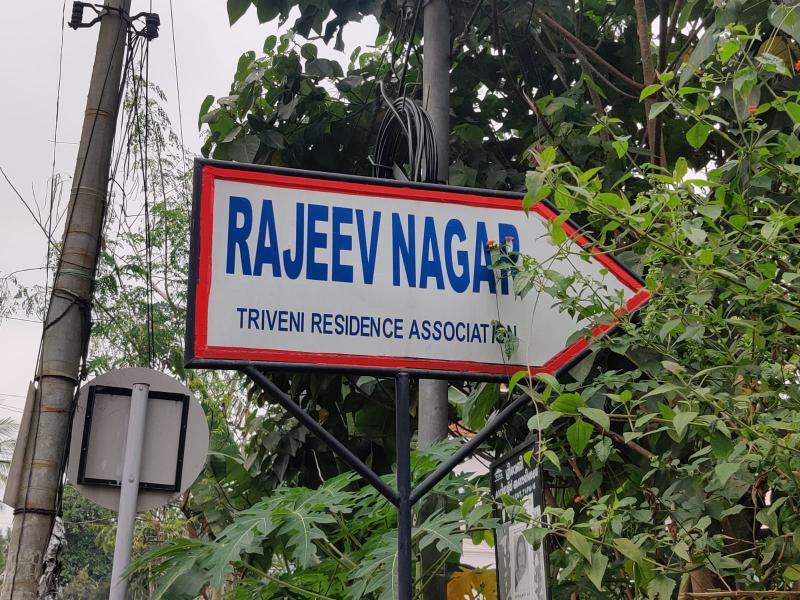 RAJEEV NAGAR
TRIVENI RESIDENCE ASSOCIATION